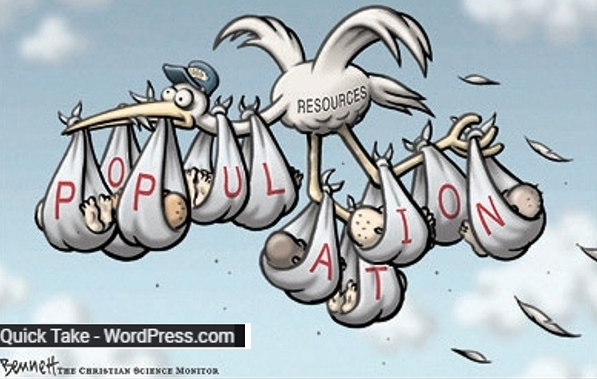 RESOURCES
POPULATION
Quick Take - WordPress.com
Bennett THE CHRISTIAN SCIENCE MONITOR